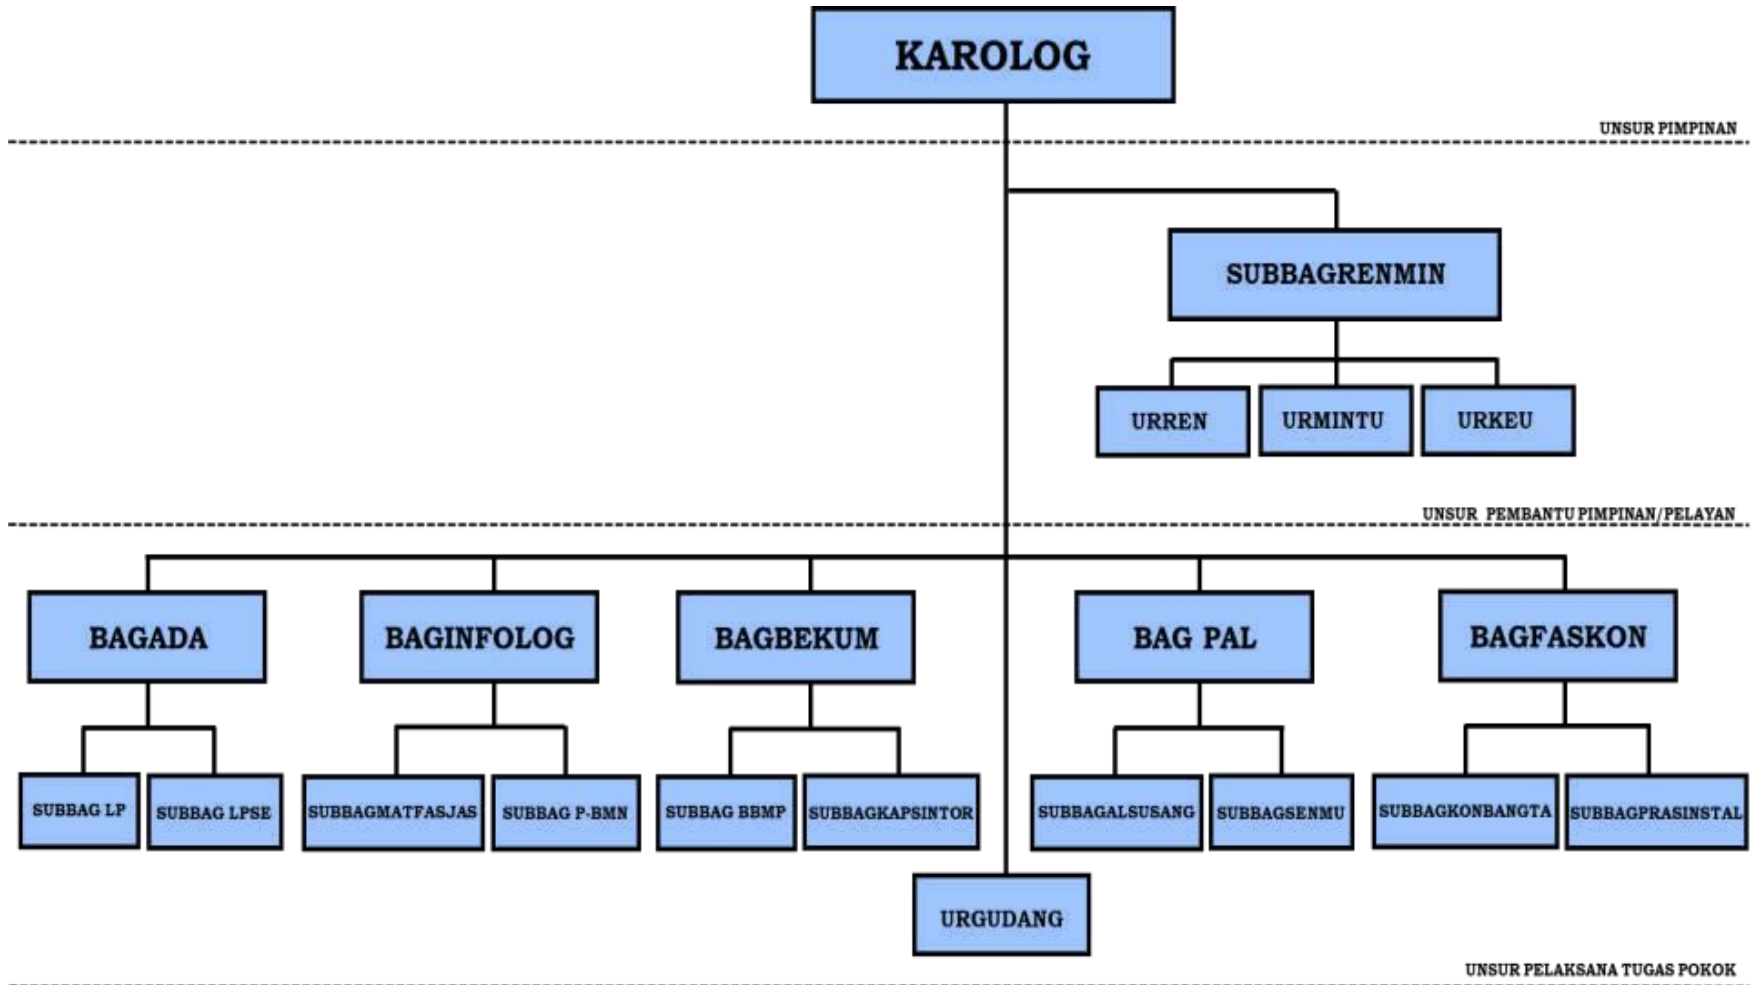 KAROLOG
UNSUR PIMPINAN
SUBBAGRENMIN
URREN
URMINTU
URKEU
UNSUR PEMBANTU PIMPINAN/PELAYAN
BAGADA
BAGINFOLOG
BAGBEKUM
BAG PAL
BAGFASKON
SUBBAG LP
SUBBAG LPSE
SUBBAGMATFASJAS
SUBBAG P-BMN
SUBBAG BBMP
SUBBAGKAPSINTOR
SUBBAGALSUSANG
SUBBAGSENMU
SUBBAGKONBANGTA
SUBBAGPRASINSTAL
URGUDANG
UNSUR PELAKSANA TUGAS POKOK